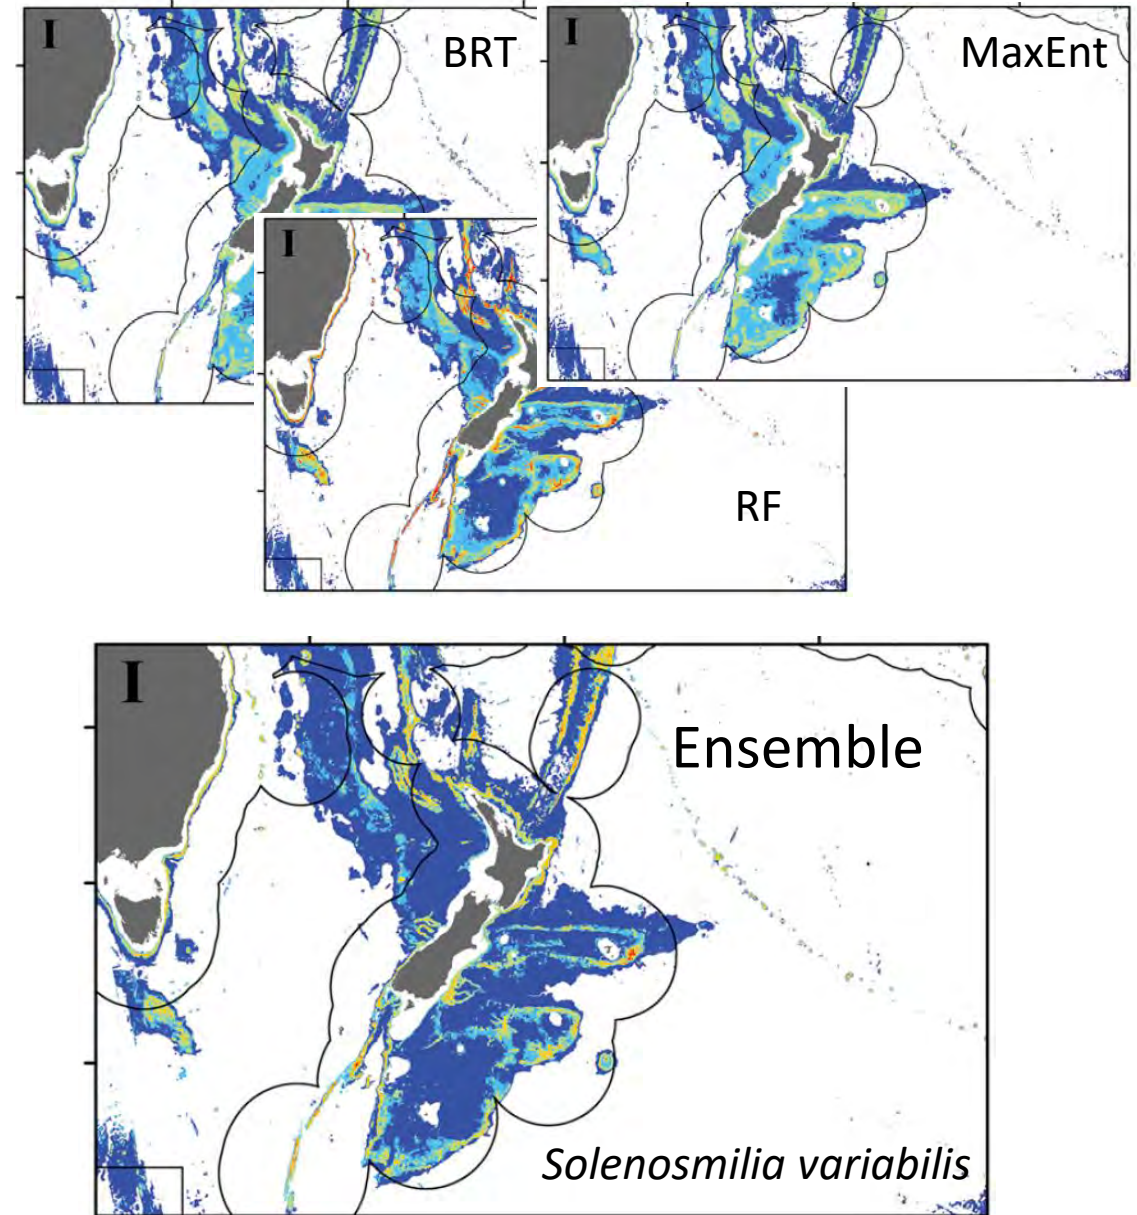 I
BRT
I
MaxEnt
I
RF
I
Ensemble
Solenosmilia variabilis